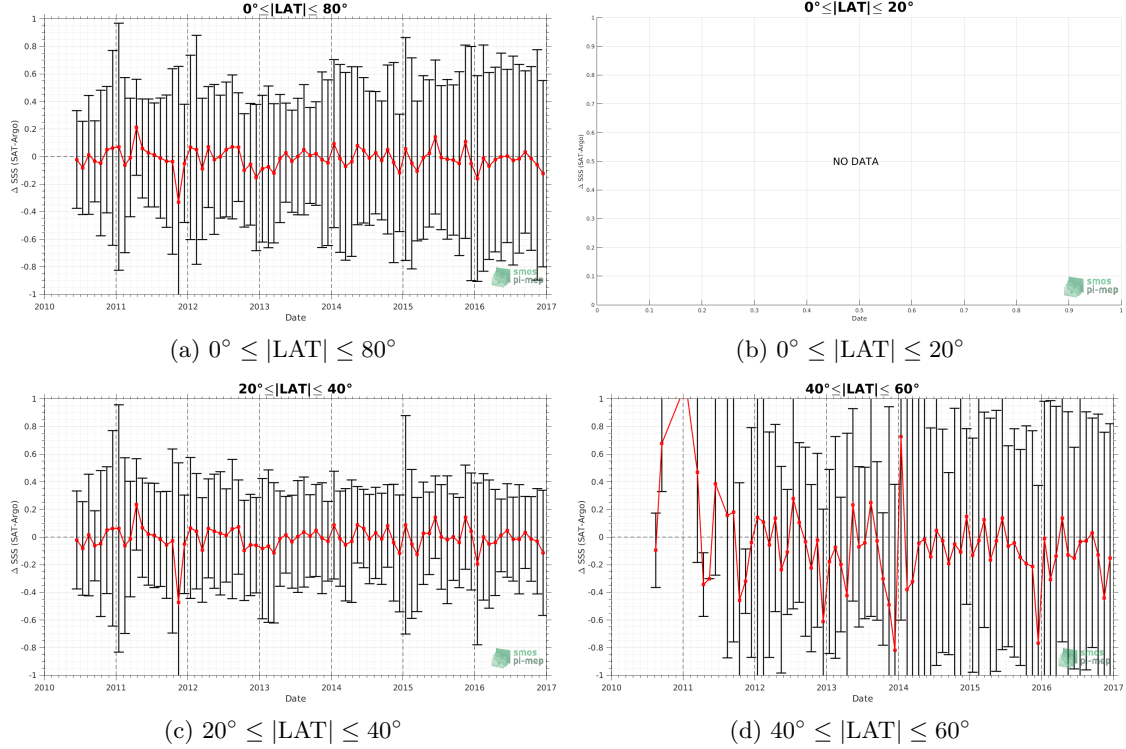 0°≤|LAT|≤ 80°
Δ SSS (SAT-Argo)
1
0.8
0.6
0.4
0.2
0
-0.2
-0.4
-0.6
-0.8
-1
2010 2011 2012 2013 2014 2015 2016 2017
Date
smos
pi-mep
(a) 0° ≤ |LAT| ≤ 80°
0°≤|LAT|≤ 20°
Δ SSS (SAT-Argo)
1
0.9
0.8
0.7
0.6
0.5
0.4
0.3
0.2
0.1
0
NO DATA
0 0.1 0.2 0.3 0.4 0.5 0.6 0.7 0.8 0.9 1
Date
smos
pi-mep
(b) 0° ≤ |LAT| ≤ 20°
20°≤|LAT|≤ 40°
Δ SSS (SAT-Argo)
1
0.8
0.6
0.4
0.2
0
-0.2
-0.4
-0.6
-0.8
-1
2010 2011 2012 2013 2014 2015 2016 2017
Date
smos
pi-mep
(c) 20° ≤ |LAT| ≤ 40°
40°≤|LAT|≤ 60°
Δ SSS (SAT-Argo)
1
0.8
0.6
0.4
0.2
0
-0.2
-0.4
-0.6
-0.8
-1
2010 2011 2012 2013 2014 2015 2016 2017
Date
smos
pi-mep
(d) 40° ≤ |LAT| ≤ 60°